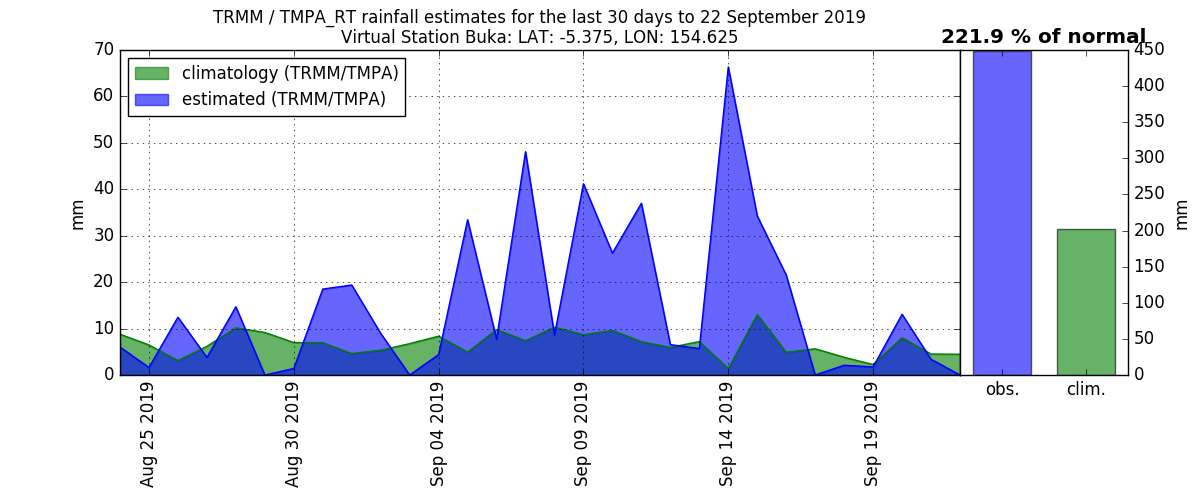 TRMM / TMPA_RT rainfall estimates for the last 30 days to 22 September 2019
Virtual Station Buka: LAT: -5.375, LON: 154.625
221.9 % of normal
climatology (TRMM/TMPA)
estimated (TRMM/TMPA)
70
60
50
40
30
20
10
0
mm
450
400
350
300
250
200
150
100
50
0
mm
Aug 25 2019
Aug 30 2019
Sep 04 2019
Sep 09 2019
Sep 14 2019
Sep 19 2019
obs.
clim.